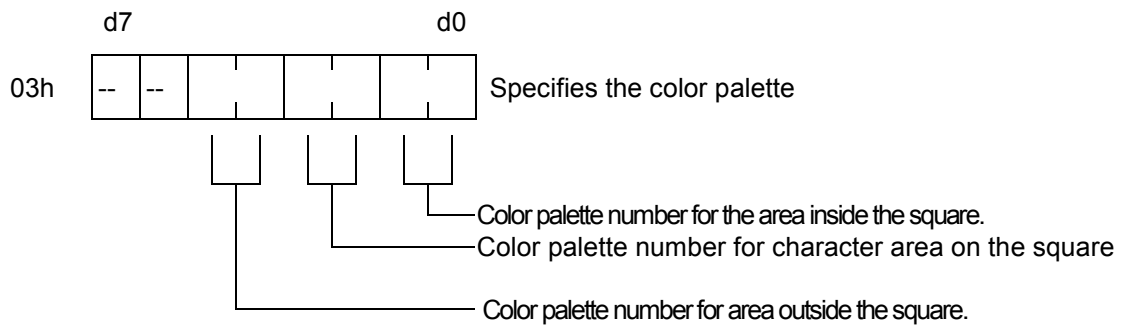 d7 d0
03h -- -- Specifies the color palette
Color palette number for the area inside the square.
Color palette number for character area on the square
Color palette number for area outside the square.